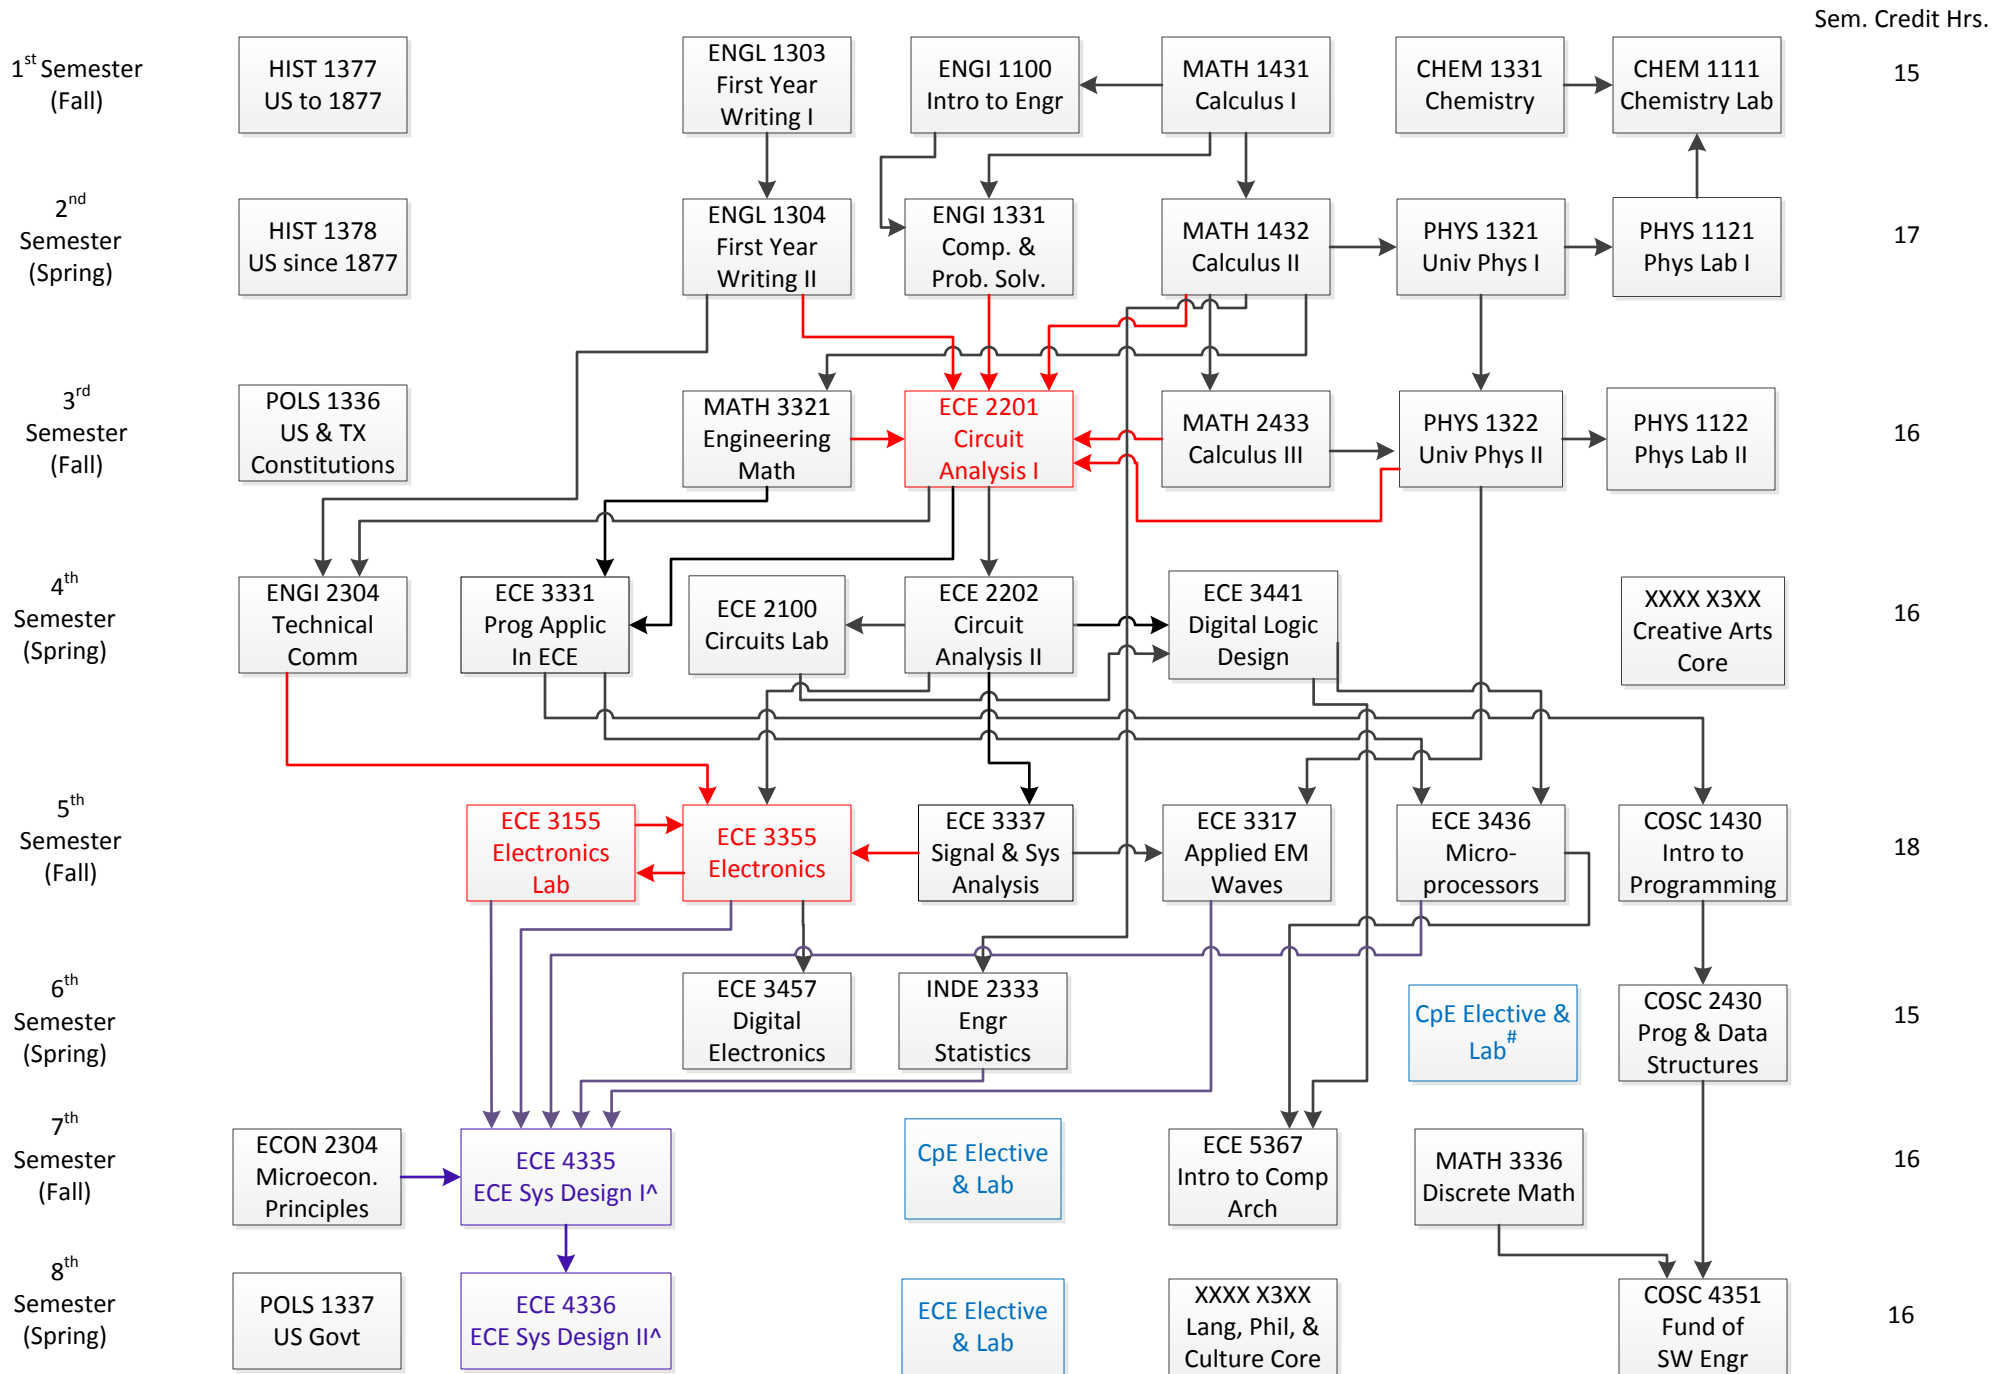 Sem. Credit Hrs.
1st Semester
(Fall)
HIST 1377
US to 1877
ENGL 1303
First Year
Writing I
ENGI 1100
Intro to Engr
MATH 1431
Calculus I
CHEM 1331
Chemistry
CHEM 1111
Chemistry Lab
15
2nd
Semester
(Spring)
HIST 1378
US since 1877
ENGL 1304
First Year
Writing II
ENGI 1331
Comp. &
Prob. Solv.
MATH 1432
Calculus II
PHYS 1321
Univ Phys I
PHYS 1121
Phys Lab I
17
3rd
Semester
(Fall)
POLS 1336
US & TX
Constitutions
MATH 3321
Engineering
Math
ECE 2201
Circuit
Analysis I
MATH 2433
Calculus III
PHYS 1322
Univ Phys II
PHYS 1122
Phys Lab II
16
4th
Semester
(Spring)
ENGI 2304
Technical
Comm
ECE 3331
Prog Applic
In ECE
ECE 2100
Circuits Lab
ECE 2202
Circuit
Analysis II
ECE 3441
Digital Logic
Design
XXXX X3XX
Creative Arts
Core
16
5th
Semester
(Fall)
ECE 3155
Electronics
Lab
ECE 3355
Electronics
ECE 3337
Signal & Sys
Analysis
ECE 3317
Applied EM
Waves
ECE 3436
Micro-
processors
COSC 1430
Intro to
Programming
18
6th
Semester
(Spring)
ECE 3457
Digital
Electronics
INDE 2333
Engr
Statistics
CpE Elective &
Lab#
COSC 2430
Prog & Data
Structures
15
7th
Semester
(Fall)
ECON 2304
Microecon.
Principles
ECE 4335
ECE Sys Design I^
CpE Elective
& Lab
ECE 5367
Intro to Comp
Arch
MATH 3336
Discrete Math
16
8th
Semester
(Spring)
POLS 1337
US Govt
ECE 4336
ECE Sys Design II^
ECE Elective
& Lab
XXXX X3XX
Lang, Phil, &
Culture Core
COSC 4351
Fund of
SW Engr
16